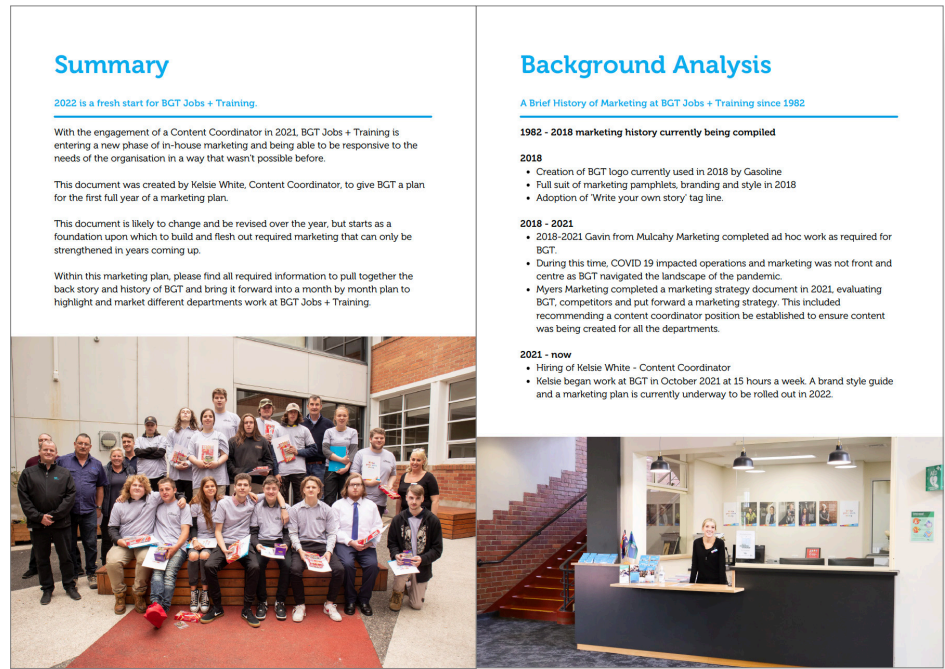 Summary
2022 is a fresh start for BGT Jobs + Training.
With the engagement of a Content Coordinator in 2021, BGT Jobs + Training is
entering a new phase of in-house marketing and being able to be responsive to the
needs of the organisation in a way that wasn't possible before.
This document was created by Kelsie White, Content Coordinator, to give BGT a plan
for the first full year of a marketing plan.
This document is likely to change and be revised over the year, but starts as a
foundation upon which to build and flesh out required marketing that can only be
strengthened in years coming up.
Within this marketing plan, please find all required information to pull together the
back story and history of BGT and bring it forward into a month by month plan to
highlight and market different departments work at BGT Jobs + Training.
Background Analysis
A Brief History of Marketing at BGT Jobs + Training since 1982
1982 - 2018 marketing history currently being compiled
2018
• Creation of BGT logo currently used in 2018 by Gasoline
• Full suit of marketing pamphlets, branding and style in 2018
• Adoption of 'Write your own story' tag line.
2018 - 2021
• 2018-2021 Gavin from Mulcahy Marketing completed ad hoc work as required for
BGT.
• During this time, COVID 19 impacted operations and marketing was not front and
centre as BGT navigated the landscape of the pandemic.
• Myers Marketing completed a marketing strategy document in 2021, evaluating
BGT, competitors and put forward a marketing strategy. This included
recommending a content coordinator position be established to ensure content
was being created for all the departments.
2021 - now
• Hiring of Kelsie White - Content Coordinator
• Kelsie began work at BGT in October 2021 at 15 hours a week. A brand style guide
and a marketing plan is currently underway to be rolled out in 2022.